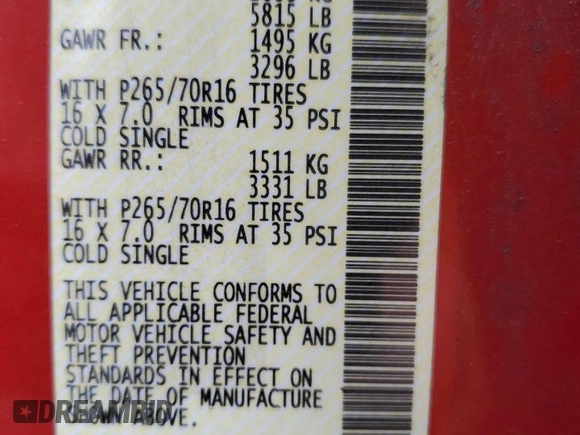 5815 LB
GAWR FR.: 1495 KG
3296 LB
WITH P265/70R16 TIRES
16 X 7.0 RIMS AT 35 PSI
COLD SINGLE
GAWR RR.: 1511 KG
3331 LB
WITH P265/70R16 TIRES
16 X 7.0 RIMS AT 35 PSI
COLD SINGLE
THIS VEHICLE CONFORMS TO
ALL APPLICABLE FEDERAL
MOTOR VEHICLE SAFETY AND
THEFT PREVENTION
STANDARDS IN EFFECT ON
THE DATE OF MANUFACTURE
SHOWN ABOVE.
DREAMBID